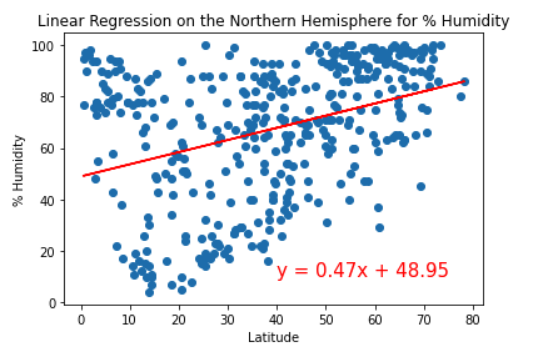 Linear Regression on the Northern Hemisphere for % Humidity
100
80
60
40
20
0
% Humidity
y = 0.47x + 48.95
0 10 20 30 40 50 60 70 80
Latitude